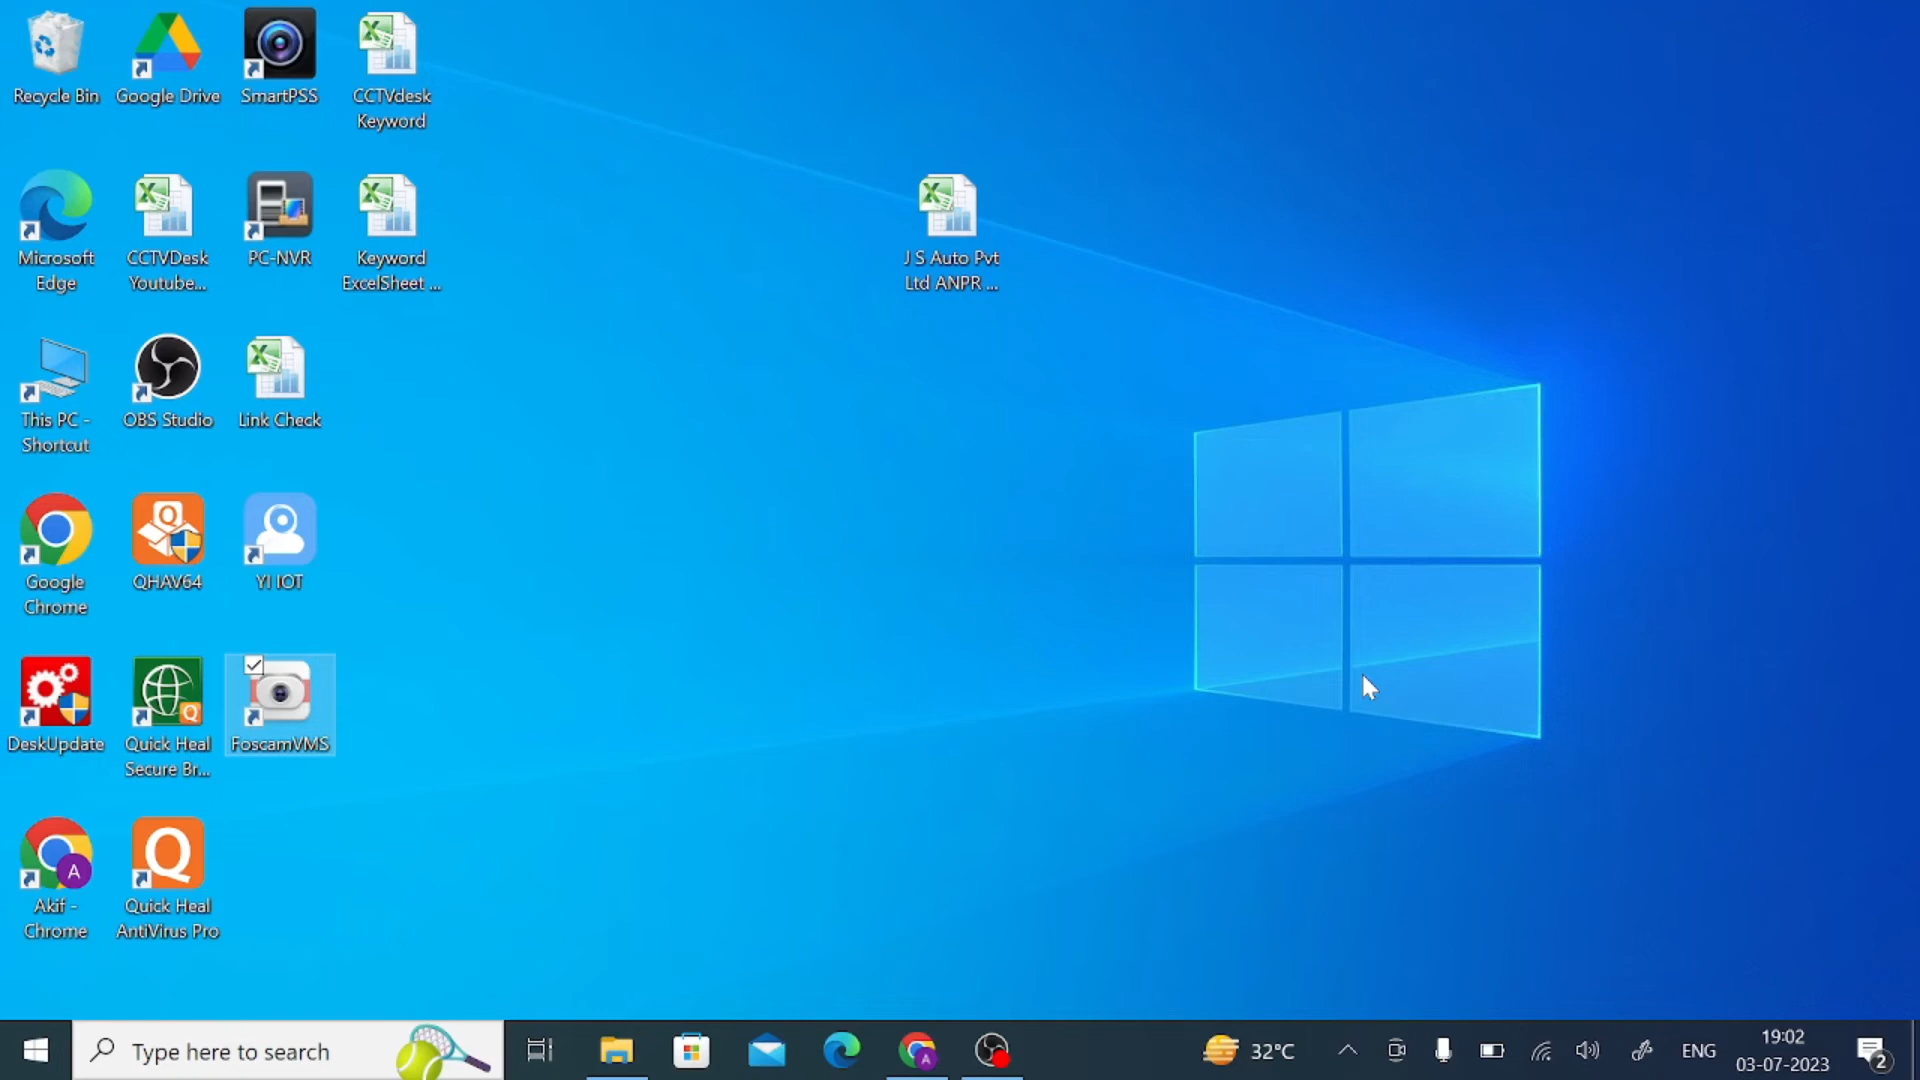 Recycle Bin
Google Drive
SmartPSS
CCTVdesk
Keyword
Microsoft
Edge
CCTVDesk
Youtube...
PC-NVR
Keyword
ExcelSheet ...
J S Auto Pvt
Ltd ANPR ...
This PC -
Shortcut
OBS Studio
Link Check
Google
Chrome
QHAV64
YI IOT
DeskUpdate
Quick Heal
Secure Br...
FoscamVMS
A
Akif -
Chrome
Quick Heal
AntiVirus Pro
Type here to search
A
32°C
ENG
19:02
03-07-2023
2